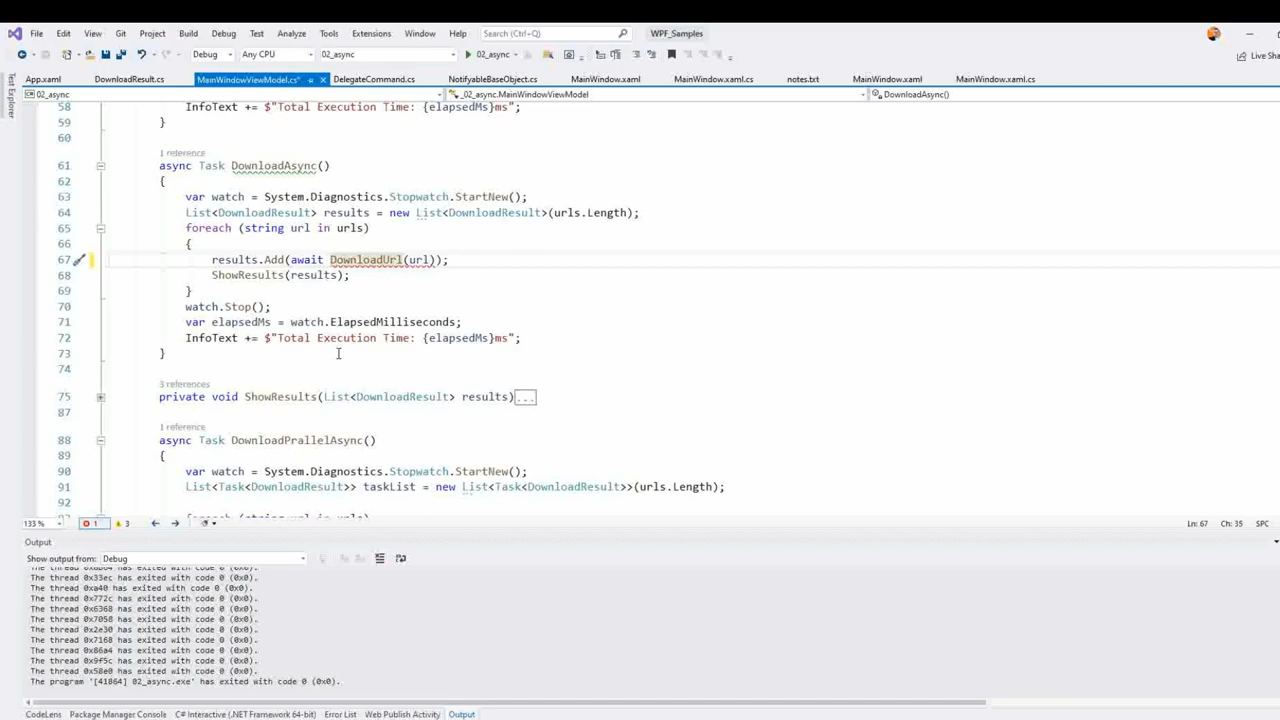 File Edit View Git Project Build Debug Test Analyze Tools Extensions Window Help Search (Ctrl+Q) WPF_Samples
Debug Any CPU 02_async 02_async Live Sha
App.xaml DownloadResult.cs MainWindowViewModel.cs* DelegateCommand.cs NotifyableBaseObject.cs MainWindow.xaml MainWindow.xaml.cs notes.txt MainWindow.xaml MainWindow.xaml.cs
Test Explorer
02_async _02_async.MainWindowViewModel DownloadAsync()
58 InfoText += $"Total Execution Time: {elapsedMs}ms";
59 }
60
1 reference
61 async Task DownloadAsync()
62 {
63 var watch = System.Diagnostics.Stopwatch.StartNew();
64 List<DownloadResult> results = new List<DownloadResult>(urls.Length);
65 foreach (string url in urls)
66 {
67 results.Add(await DownloadUrl(url));
68 ShowResults(results);
69 }
70 watch.Stop();
71 var elapsedMs = watch.ElapsedMilliseconds;
72 InfoText += $"Total Execution Time: {elapsedMs}ms";
73 }
74
3 references
75 private void ShowResults(List<DownloadResult> results)...
87
1 reference
88 async Task DownloadPrallelAsync()
89 {
90 var watch = System.Diagnostics.Stopwatch.StartNew();
91 List<Task<DownloadResult>> taskList = new List<Task<DownloadResult>>(urls.Length);
92
foreach (string url in urls)
133 % 1 3 Ln: 67 Ch: 35 SPC
Output
Show output from: Debug
The thread 0x33ec has exited with code 0 (0x0).
The thread 0xa40 has exited with code 0 (0x0).
The thread 0x772c has exited with code 0 (0x0).
The thread 0x6368 has exited with code 0 (0x0).
The thread 0x7058 has exited with code 0 (0x0).
The thread 0x2e30 has exited with code 0 (0x0).
The thread 0x7168 has exited with code 0 (0x0).
The thread 0x86a4 has exited with code 0 (0x0).
The thread 0x9f5c has exited with code 0 (0x0).
The thread 0x58e0 has exited with code 0 (0x0).
The program '[41864] 02_async.exe' has exited with code 0 (0x0).
CodeLens Package Manager Console C# Interactive (.NET Framework 64-bit) Error List Web Publish Activity Output